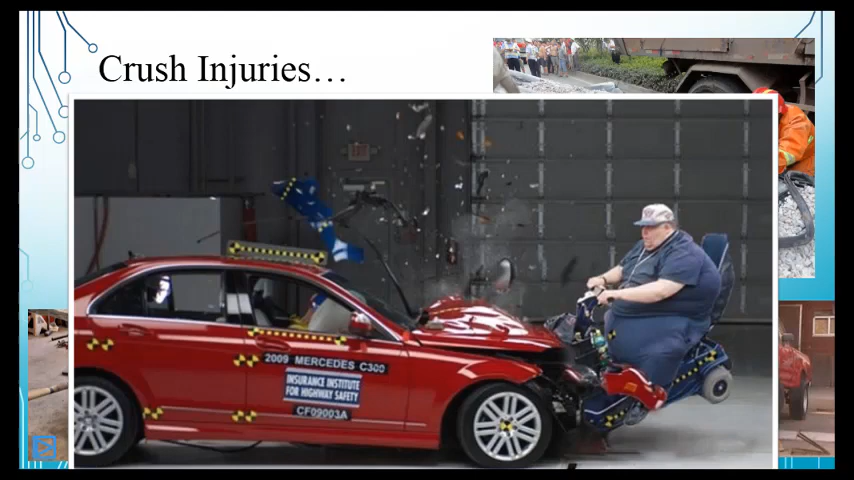 Crush Injuries…
2009 MERCEDES C300
INSURANCE INSTITUTE
FOR HIGHWAY SAFETY
CF09003A